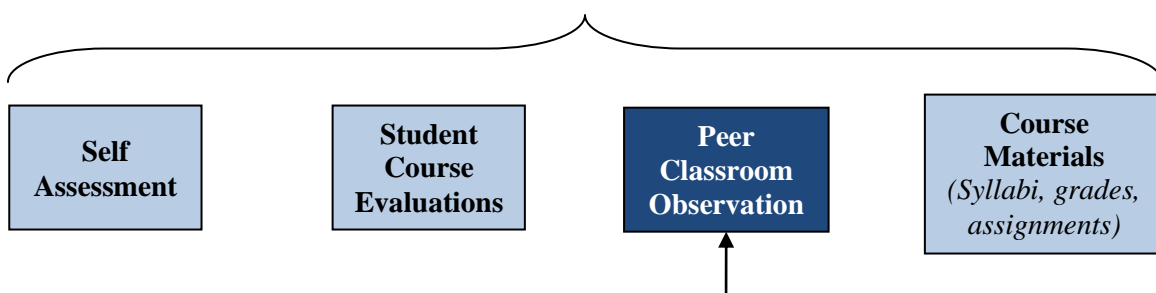 Self
Assessment
Student
Course
Evaluations
Peer
Classroom
Observation
Course
Materials
(Syllabi, grades,
assignments)